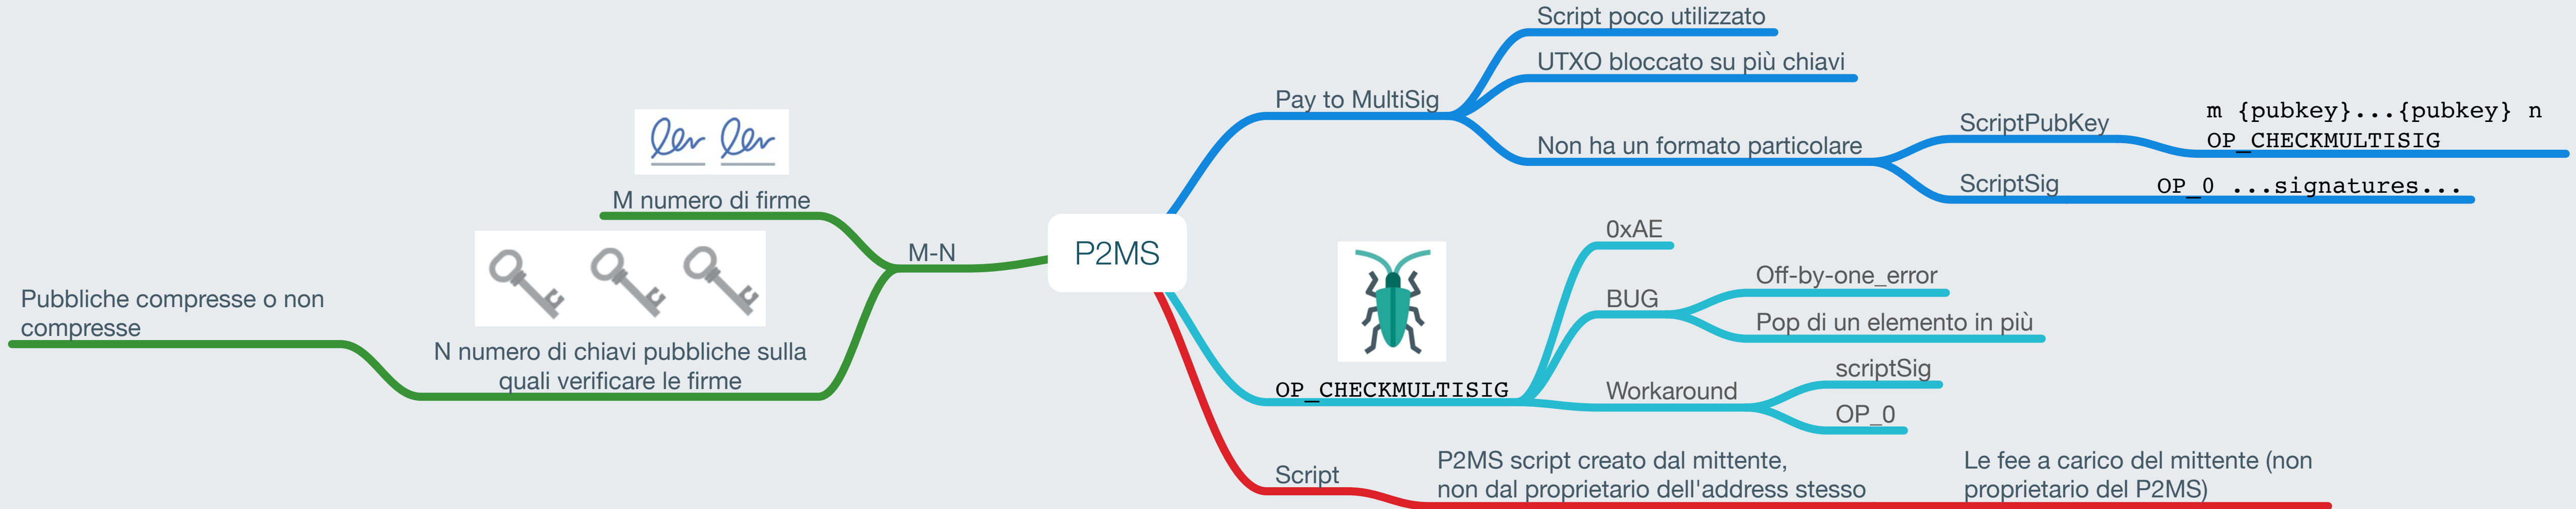 P2MS
Pay to MultiSig
Script poco utilizzato
UTXO bloccato su più chiavi
Non ha un formato particolare
ScriptPubKey
m {pubkey}...{pubkey} n
OP_CHECKMULTISIG
ScriptSig
OP_0 ...signatures...
OP_CHECKMULTISIG
0xAE
BUG
Off-by-one_error
Pop di un elemento in più
Workaround
scriptSig
OP_0
Script
P2MS script creato dal mittente,
non dal proprietario dell'address stesso
Le fee a carico del mittente (non
proprietario del P2MS)
M-N
M numero di firme
N numero di chiavi pubbliche sulla
quali verificare le firme
Pubbliche compresse o non
compresse